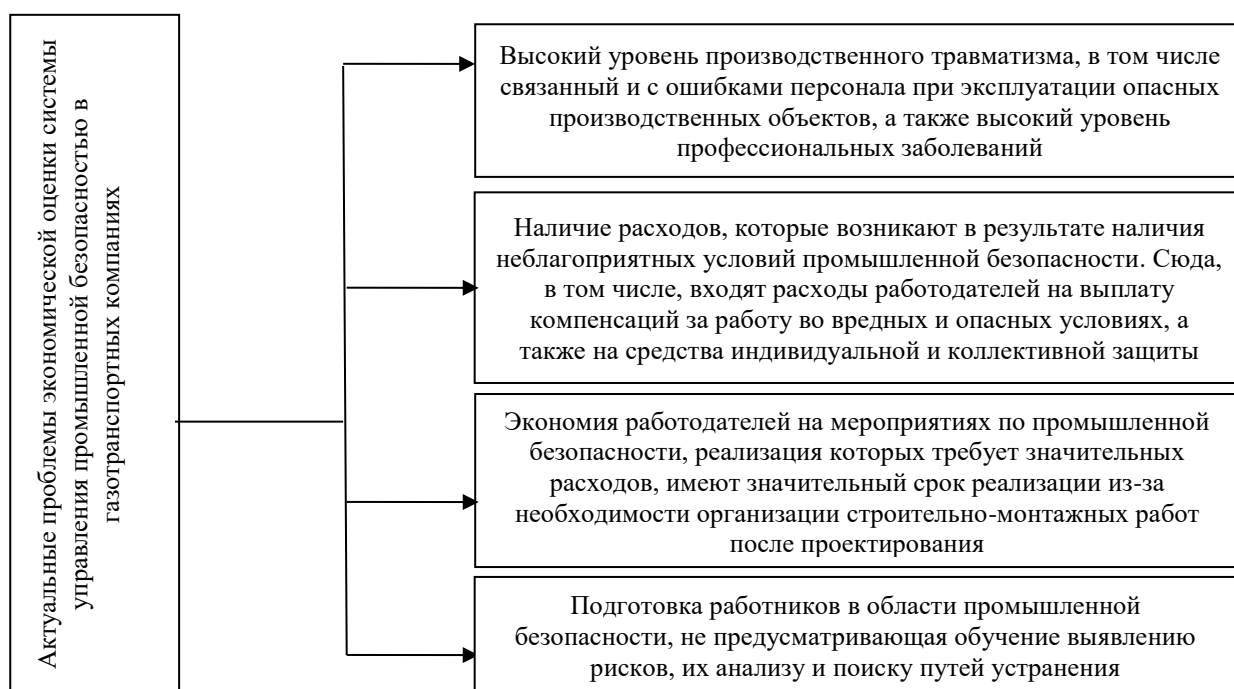 Актуальные проблемы экономической оценки системы
управления промышленной безопасностью в
газотранспортных компаниях
Высокий уровень производственного травматизма, в том числе
связанный и с ошибками персонала при эксплуатации опасных
производственных объектов, а также высокий уровень
профессиональных заболеваний
Наличие расходов, которые возникают в результате наличия
неблагоприятных условий промышленной безопасности. Сюда,
в том числе, входят расходы работодателей на выплату
компенсаций за работу во вредных и опасных условиях, а
также на средства индивидуальной и коллективной защиты
Экономия работодателей на мероприятиях по промышленной
безопасности, реализация которых требует значительных
расходов, имеют значительный срок реализации из-за
необходимости организации строительно-монтажных работ
после проектирования
Подготовка работников в области промышленной
безопасности, не предусматривающая обучение выявлению
рисков, их анализу и поиску путей устранения